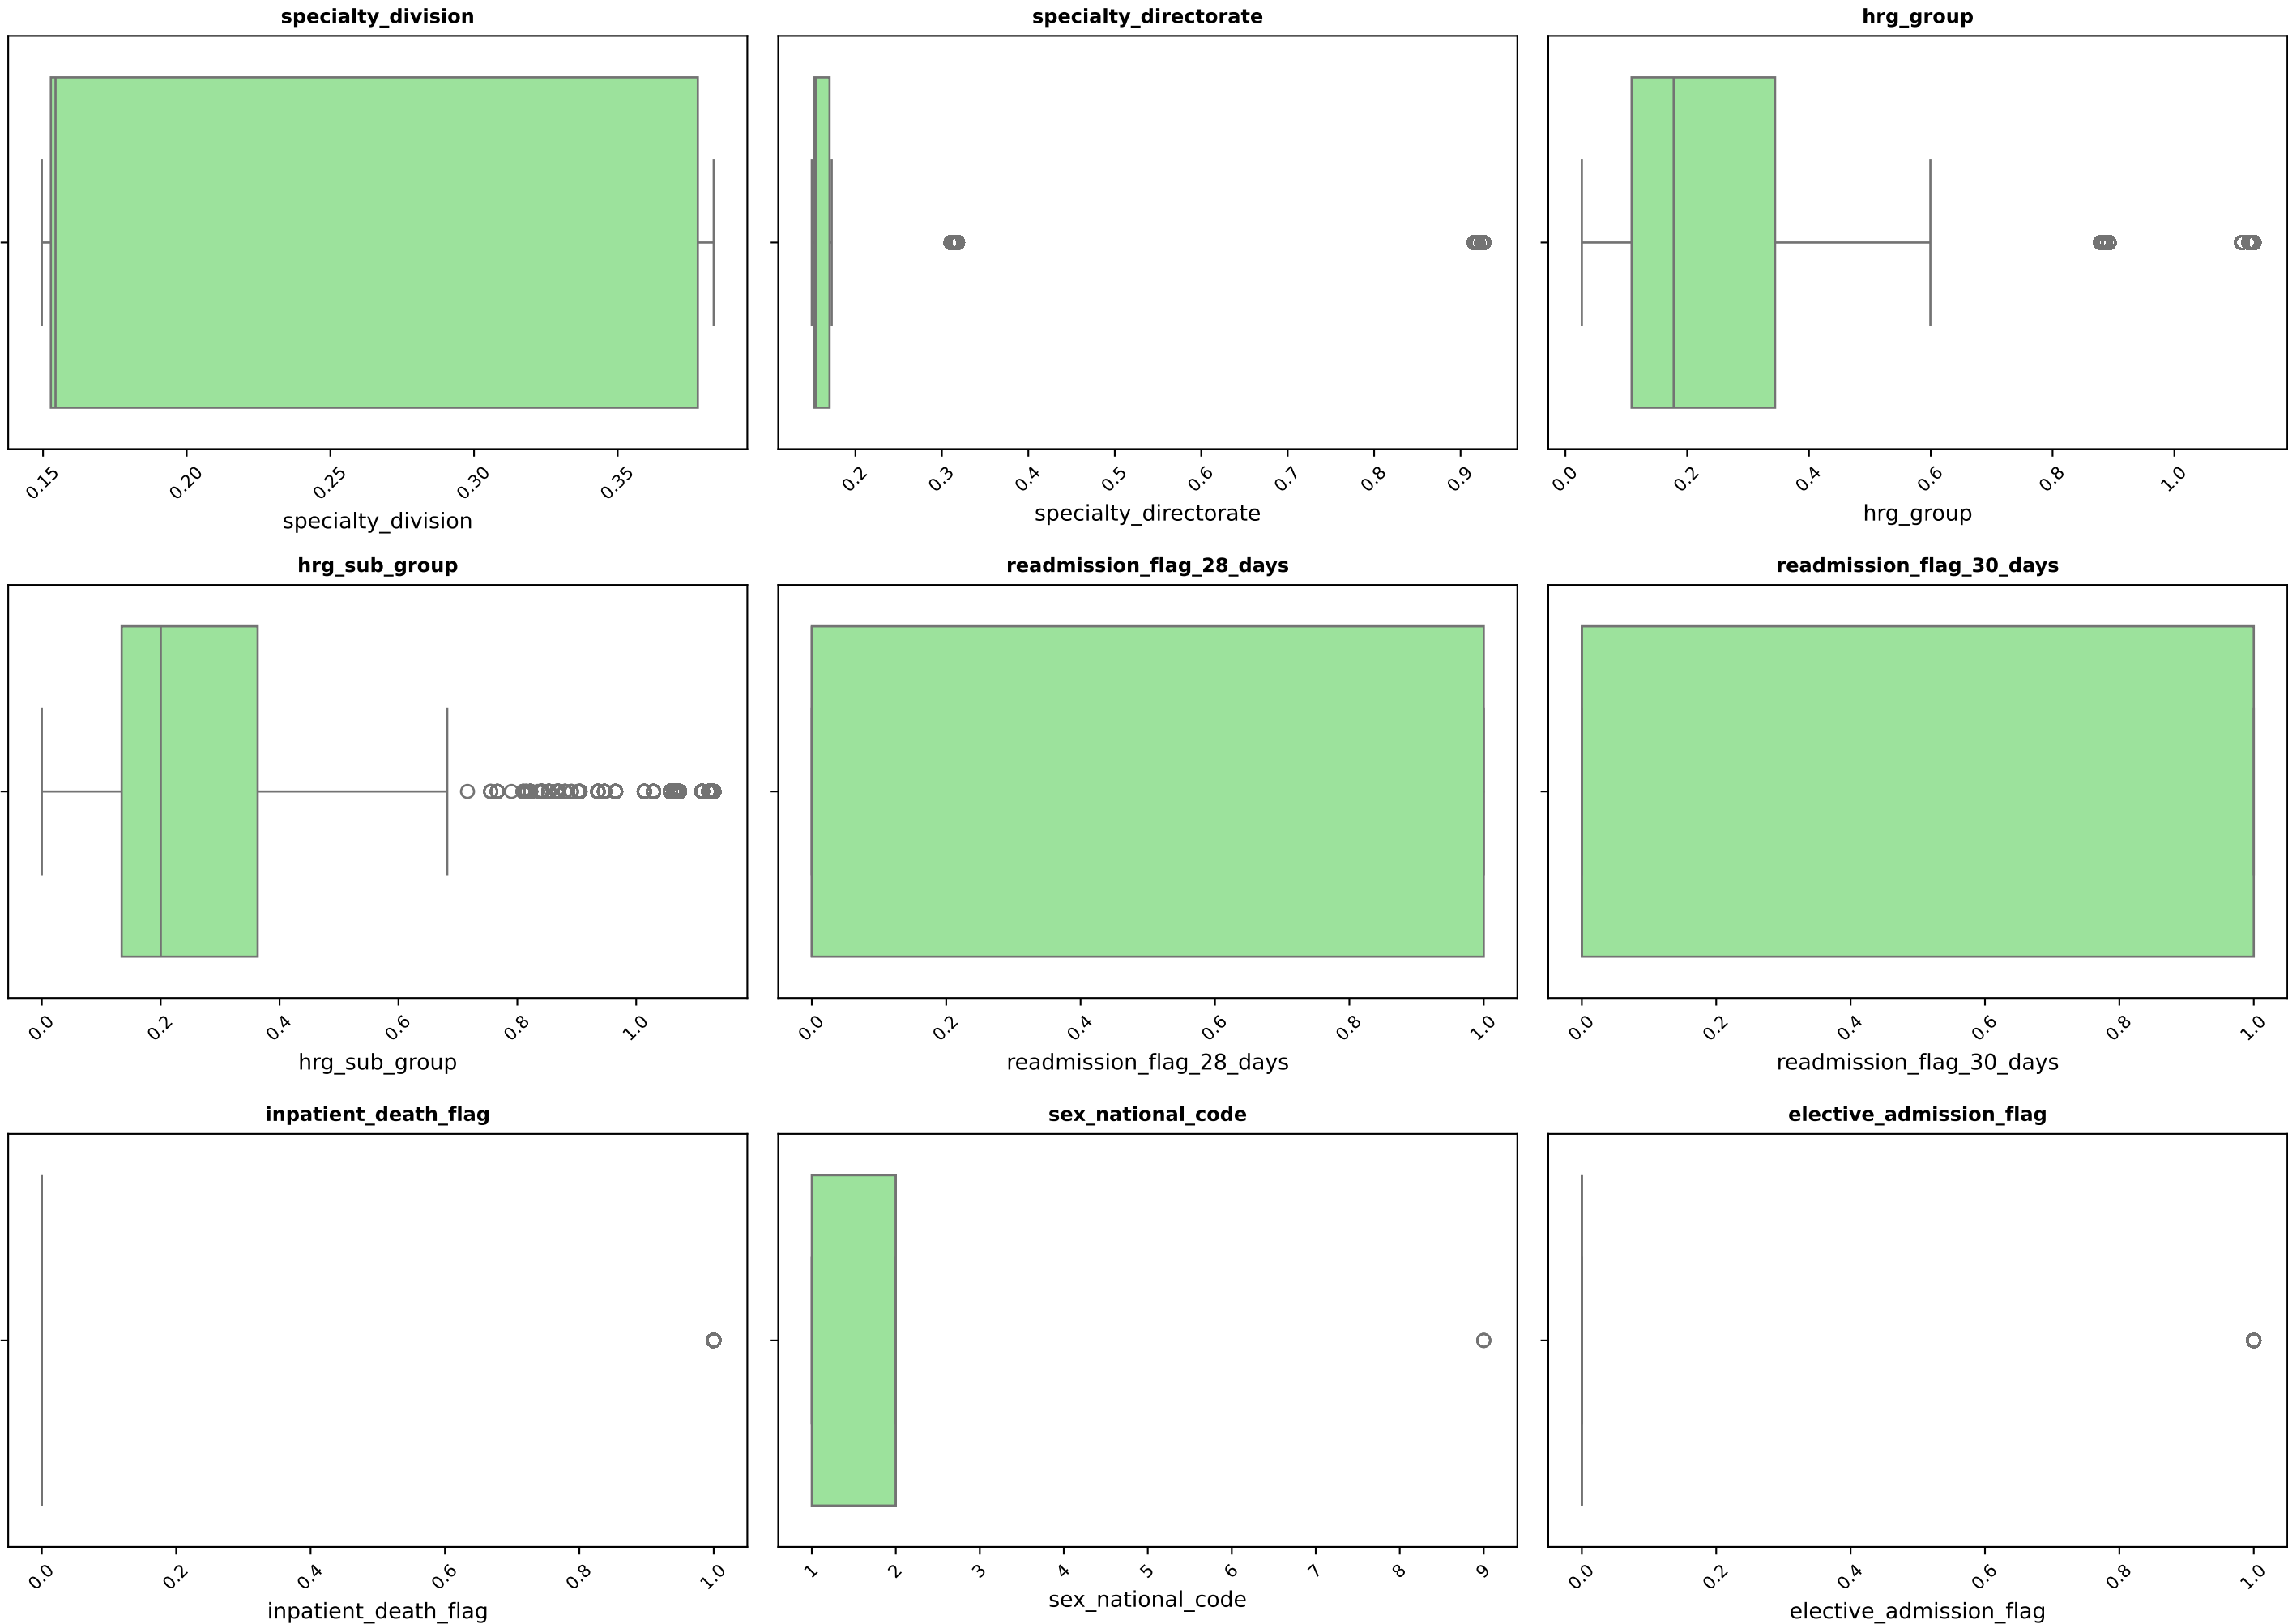 specialty_division
specialty_directorate
hrg_group
0.15 0.20 0.25 0.30 0.35
0.2 0.3 0.4 0.5 0.6 0.7 0.8 0.9
0.0 0.2 0.4 0.6 0.8 1.0
specialty_division
specialty_directorate
hrg_group
hrg_sub_group
readmission_flag_28_days
readmission_flag_30_days
0.0 0.2 0.4 0.6 0.8 1.0
0.0 0.2 0.4 0.6 0.8 1.0
0.0 0.2 0.4 0.6 0.8 1.0
hrg_sub_group
readmission_flag_28_days
readmission_flag_30_days
inpatient_death_flag
sex_national_code
elective_admission_flag
0.0 0.2 0.4 0.6 0.8 1.0
1 2 3 4 5 6 7 8 9
0.0 0.2 0.4 0.6 0.8 1.0
inpatient_death_flag
sex_national_code
elective_admission_flag